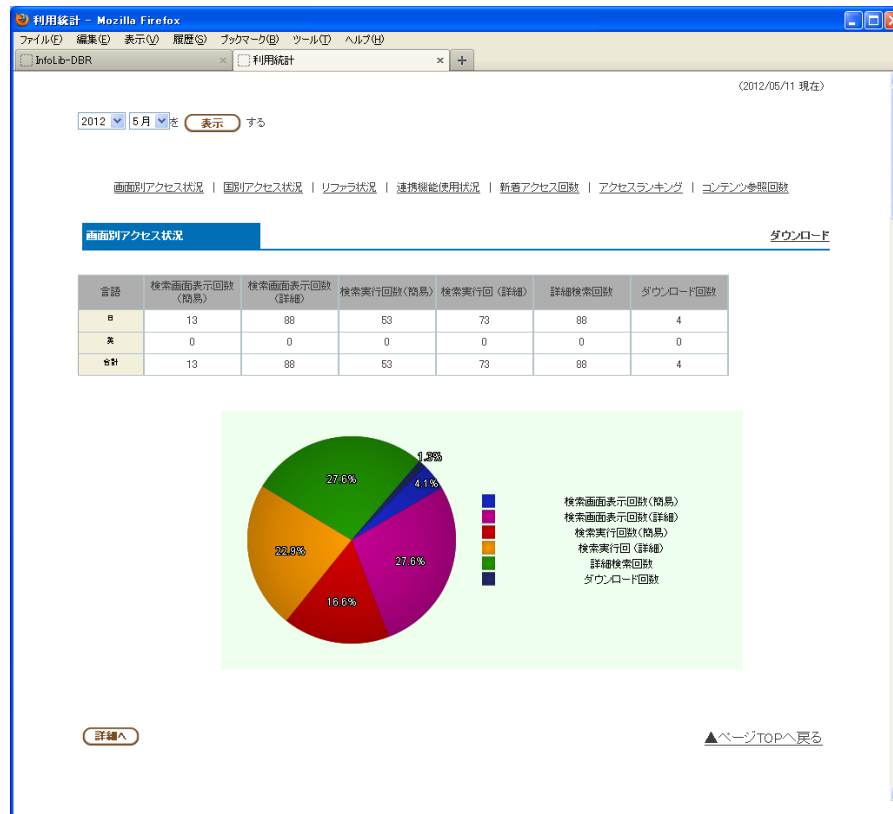 利用統計 - Mozilla Firefox
ファイル(F) 編集(E) 表示(V) 履歴(S) ブックマーク(B) ツール(T) ヘルプ(H)
InfoLib-DBR × 利用統計 × +
(2012/05/11 現在)
2012 5月 を 表示 する
画面別アクセス状況 | 国別アクセス状況 | リファラ状況 | 連携機能使用状況 | 新着アクセス回数 | アクセスランキング | コンテンツ参照回数
画面別アクセス状況 ダウンロード
言語 検索画面表示回数(簡易) 検索画面表示回数(詳細) 検索実行回数(簡易) 検索実行回(詳細) 詳細検索回数 ダウンロード回数
日 13 88 53 73 88 4
英 0 0 0 0 0 0
合計 13 88 53 73 88 4
1.3%
27.6% 4.1%
22.9% 27.6%
16.6%
検索画面表示回数(簡易)
検索画面表示回数(詳細)
検索実行回数(簡易)
検索実行回(詳細)
詳細検索回数
ダウンロード回数
詳細へ ▲ページTOPへ戻る